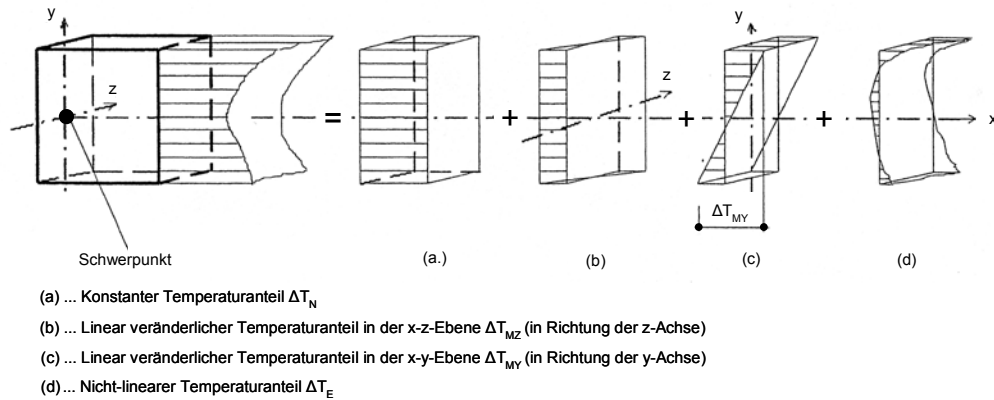 y
z
=
+
z
+
y
+
x
ΔT_MY
Schwerpunkt
(a.)
(b)
(c)
(d)
(a) ... Konstanter Temperaturanteil ΔT_N
(b) ... Linear veränderlicher Temperaturanteil in der x-z-Ebene ΔT_MZ (in Richtung der z-Achse)
(c) ... Linear veränderlicher Temperaturanteil in der x-y-Ebene ΔT_MY (in Richtung der y-Achse)
(d) ... Nicht-linearer Temperaturanteil ΔT_E